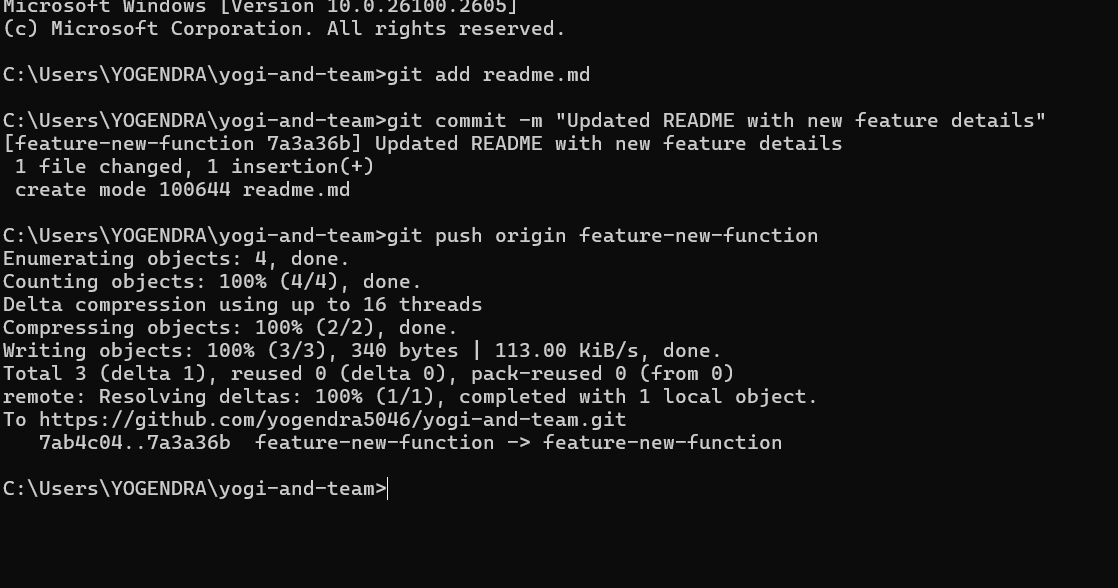 Microsoft Windows [Version 10.0.26100.2605]
(c) Microsoft Corporation. All rights reserved.
C:\Users\YOGENDRA\yogi-and-team>git add readme.md
C:\Users\YOGENDRA\yogi-and-team>git commit -m "Updated README with new feature details"
[feature-new-function 7a3a36b] Updated README with new feature details
 1 file changed, 1 insertion(+)
 create mode 100644 readme.md
C:\Users\YOGENDRA\yogi-and-team>git push origin feature-new-function
Enumerating objects: 4, done.
Counting objects: 100% (4/4), done.
Delta compression using up to 16 threads
Compressing objects: 100% (2/2), done.
Writing objects: 100% (3/3), 340 bytes | 113.00 KiB/s, done.
Total 3 (delta 1), reused 0 (delta 0), pack-reused 0 (from 0)
remote: Resolving deltas: 100% (1/1), completed with 1 local object.
To https://github.com/yogendra5046/yogi-and-team.git
   7ab4c04..7a3a36b  feature-new-function -> feature-new-function
C:\Users\YOGENDRA\yogi-and-team>